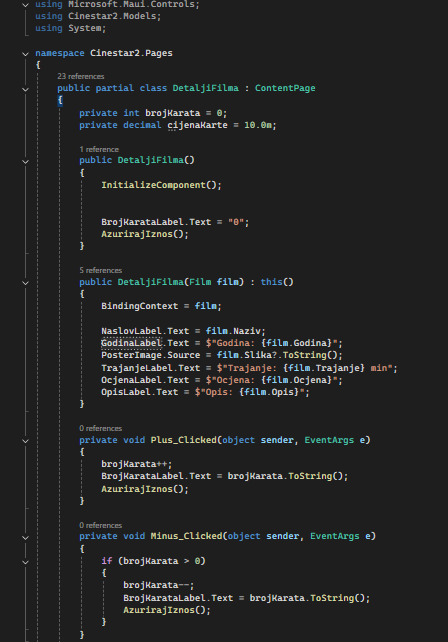 using Microsoft.Maui.Controls;
using Cinestar2.Models;
using System;
namespace Cinestar2.Pages
{
23 references
public partial class DetaljiFilma : ContentPage
{
private int brojKarata = 0;
private decimal cijenaKarte = 10.0m;
1 reference
public DetaljiFilma()
{
InitializeComponent();
BrojKarataLabel.Text = "0";
AzurirajIznos();
}
5 references
public DetaljiFilma(Film film) : this()
{
BindingContext = film;
NaslovLabel.Text = film.Naziv;
GodinaLabel.Text = $"Godina: {film.Godina}";
PosterImage.Source = film.Slika?.ToString();
TrajanjeLabel.Text = $"Trajanje: {film.Trajanje} min";
OcjenaLabel.Text = $"Ocjena: {film.Ocjena}";
OpisLabel.Text = $"Opis: {film.Opis}";
}
0 references
private void Plus_Clicked(object sender, EventArgs e)
{
brojKarata++;
BrojKarataLabel.Text = brojKarata.ToString();
AzurirajIznos();
}
0 references
private void Minus_Clicked(object sender, EventArgs e)
{
if (brojKarata > 0)
{
brojKarata--;
BrojKarataLabel.Text = brojKarata.ToString();
AzurirajIznos();
}
}